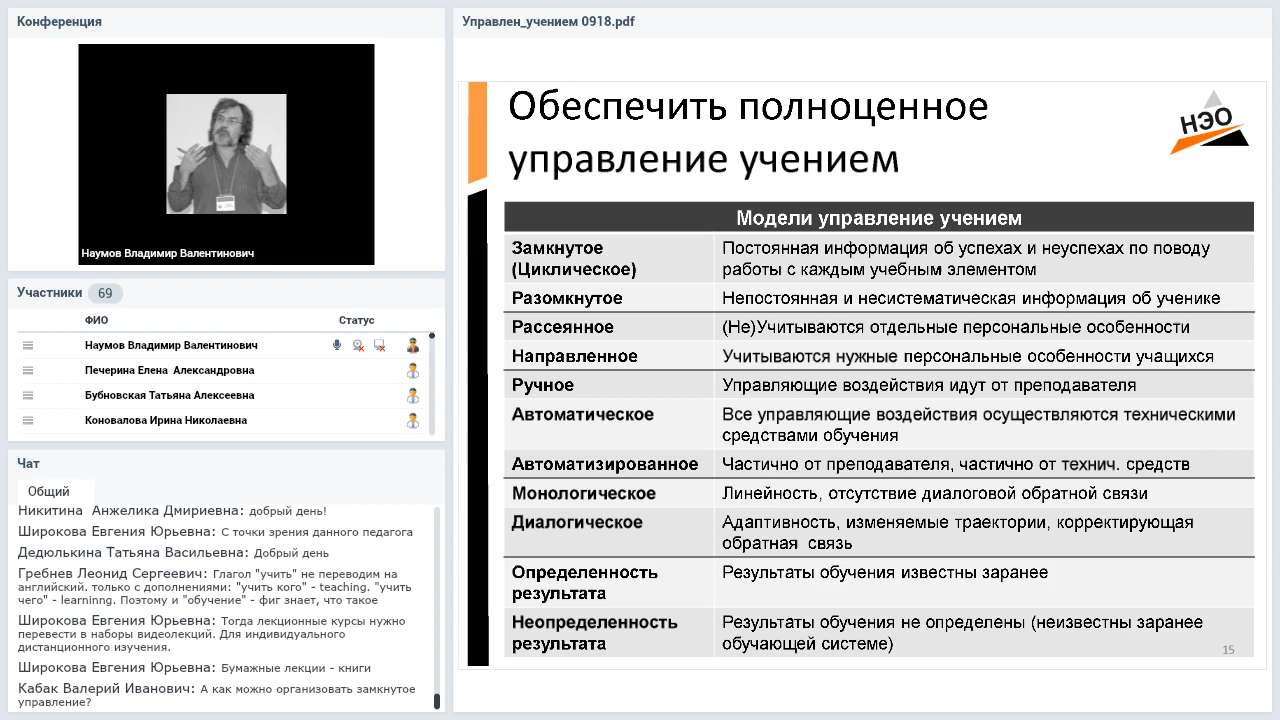 Конференция
Наумов Владимир Валентинович
Участники 69
ФИО Статус
Наумов Владимир Валентинович
Печерина Елена Александровна
Бубновская Татьяна Алексеевна
Коновалова Ирина Николаевна
Чат
Общий
Никитина Анжелика Дмириевна: добрый день!
Широкова Евгения Юрьевна: С точки зрения данного педагога
Дедюлькина Татьяна Васильевна: Добрый день
Гребнев Леонид Сергеевич: Глагол "учить" не переводим на
английский. только с дополнениями: "учить кого" - teaching. "учить
чего" - learninng. Поэтому и "обучение" - фиг знает, что такое
Широкова Евгения Юрьевна: Тогда лекционные курсы нужно
перевести в наборы видеолекций. Для индивидуального
дистанционного изучения.
Широкова Евгения Юрьевна: Бумажные лекции - книги
Кабак Валерий Иванович: А как можно организовать замкнутое
управление?
Управлен_учением 0918.pdf
Обеспечить полноценное
управление учением
НЭО
Модели управление учением
Замкнутое Постоянная информация об успехах и неуспехах по поводу
(Циклическое) работы с каждым учебным элементом
Разомкнутое Непостоянная и несистематическая информация об ученике
Рассеянное (Не)Учитываются отдельные персональные особенности
Направленное Учитываются нужные персональные особенности учащихся
Ручное Управляющие воздействия идут от преподавателя
Автоматическое Все управляющие воздействия осуществляются техническими
средствами обучения
Автоматизированное Частично от преподавателя, частично от технич. средств
Монологическое Линейность, отсутствие диалоговой обратной связи
Диалогическое Адаптивность, изменяемые траектории, корректирующая
обратная связь
Определенность Результаты обучения известны заранее
результата
Неопределенность Результаты обучения не определены (неизвестны заранее
результата обучающей системе)
15